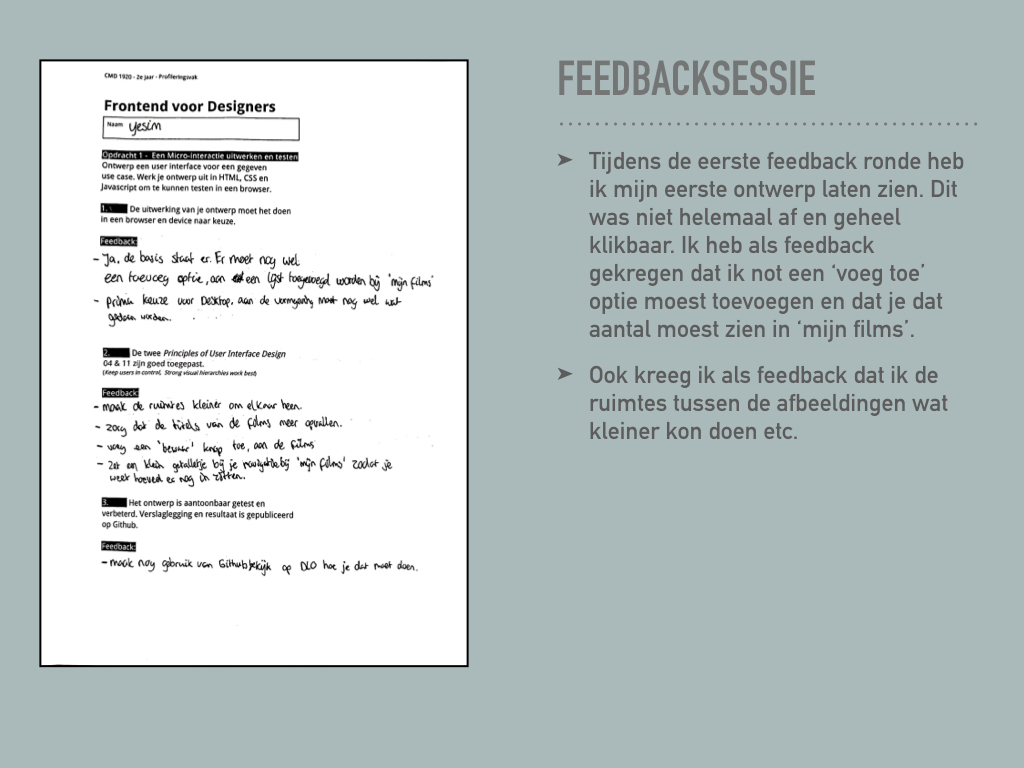 CMD 1920 - 2e jaar - Profileringsvak
Frontend voor Designers
Naam yesim
Opdracht 1 - Een Micro-interactie uitwerken en testen
Ontwerp een user interface voor een gegeven
use case. Werk je ontwerp uit in HTML, CSS en
Javascript om te kunnen testen in een browser.
1. De uitwerking van je ontwerp moet het doen
in een browser en device naar keuze.
Feedback:
- Ja, de basis staat er. Er moet nog wel
een toevoeg optie, aan een lijst toegevoegd worden bij 'mijn films'
- prima keuze voor Desktop, aan de vormgeving moet nog wel wat
gedaan worden.
2. De twee Principles of User Interface Design
04 & 11 zijn goed toegepast.
(Keep users in control, Strong visual hierarchies work best)
Feedback:
- maak de ruimtes kleiner om elkaar heen.
- zorg dat de titels van de films meer opvallen.
- voeg een 'bewaar' knop toe, aan de films
- Zet een klein getalletje bij je navigatie bij 'mijn films' zodat je
weet hoeveel er nog in zitten.
3. Het ontwerp is aantoonbaar getest en
verbeterd. Verslaglegging en resultaat is gepubliceerd
op Github.
Feedback:
- maak nog gebruik van Github bekijk op DLO hoe je dat moet doen.
FEEDBACKSESSIE
➤ Tijdens de eerste feedback ronde heb
ik mijn eerste ontwerp laten zien. Dit
was niet helemaal af en geheel
klikbaar. Ik heb als feedback
gekregen dat ik not een ‘voeg toe’
optie moest toevoegen en dat je dat
aantal moest zien in ‘mijn films’.
➤ Ook kreeg ik als feedback dat ik de
ruimtes tussen de afbeeldingen wat
kleiner kon doen etc.